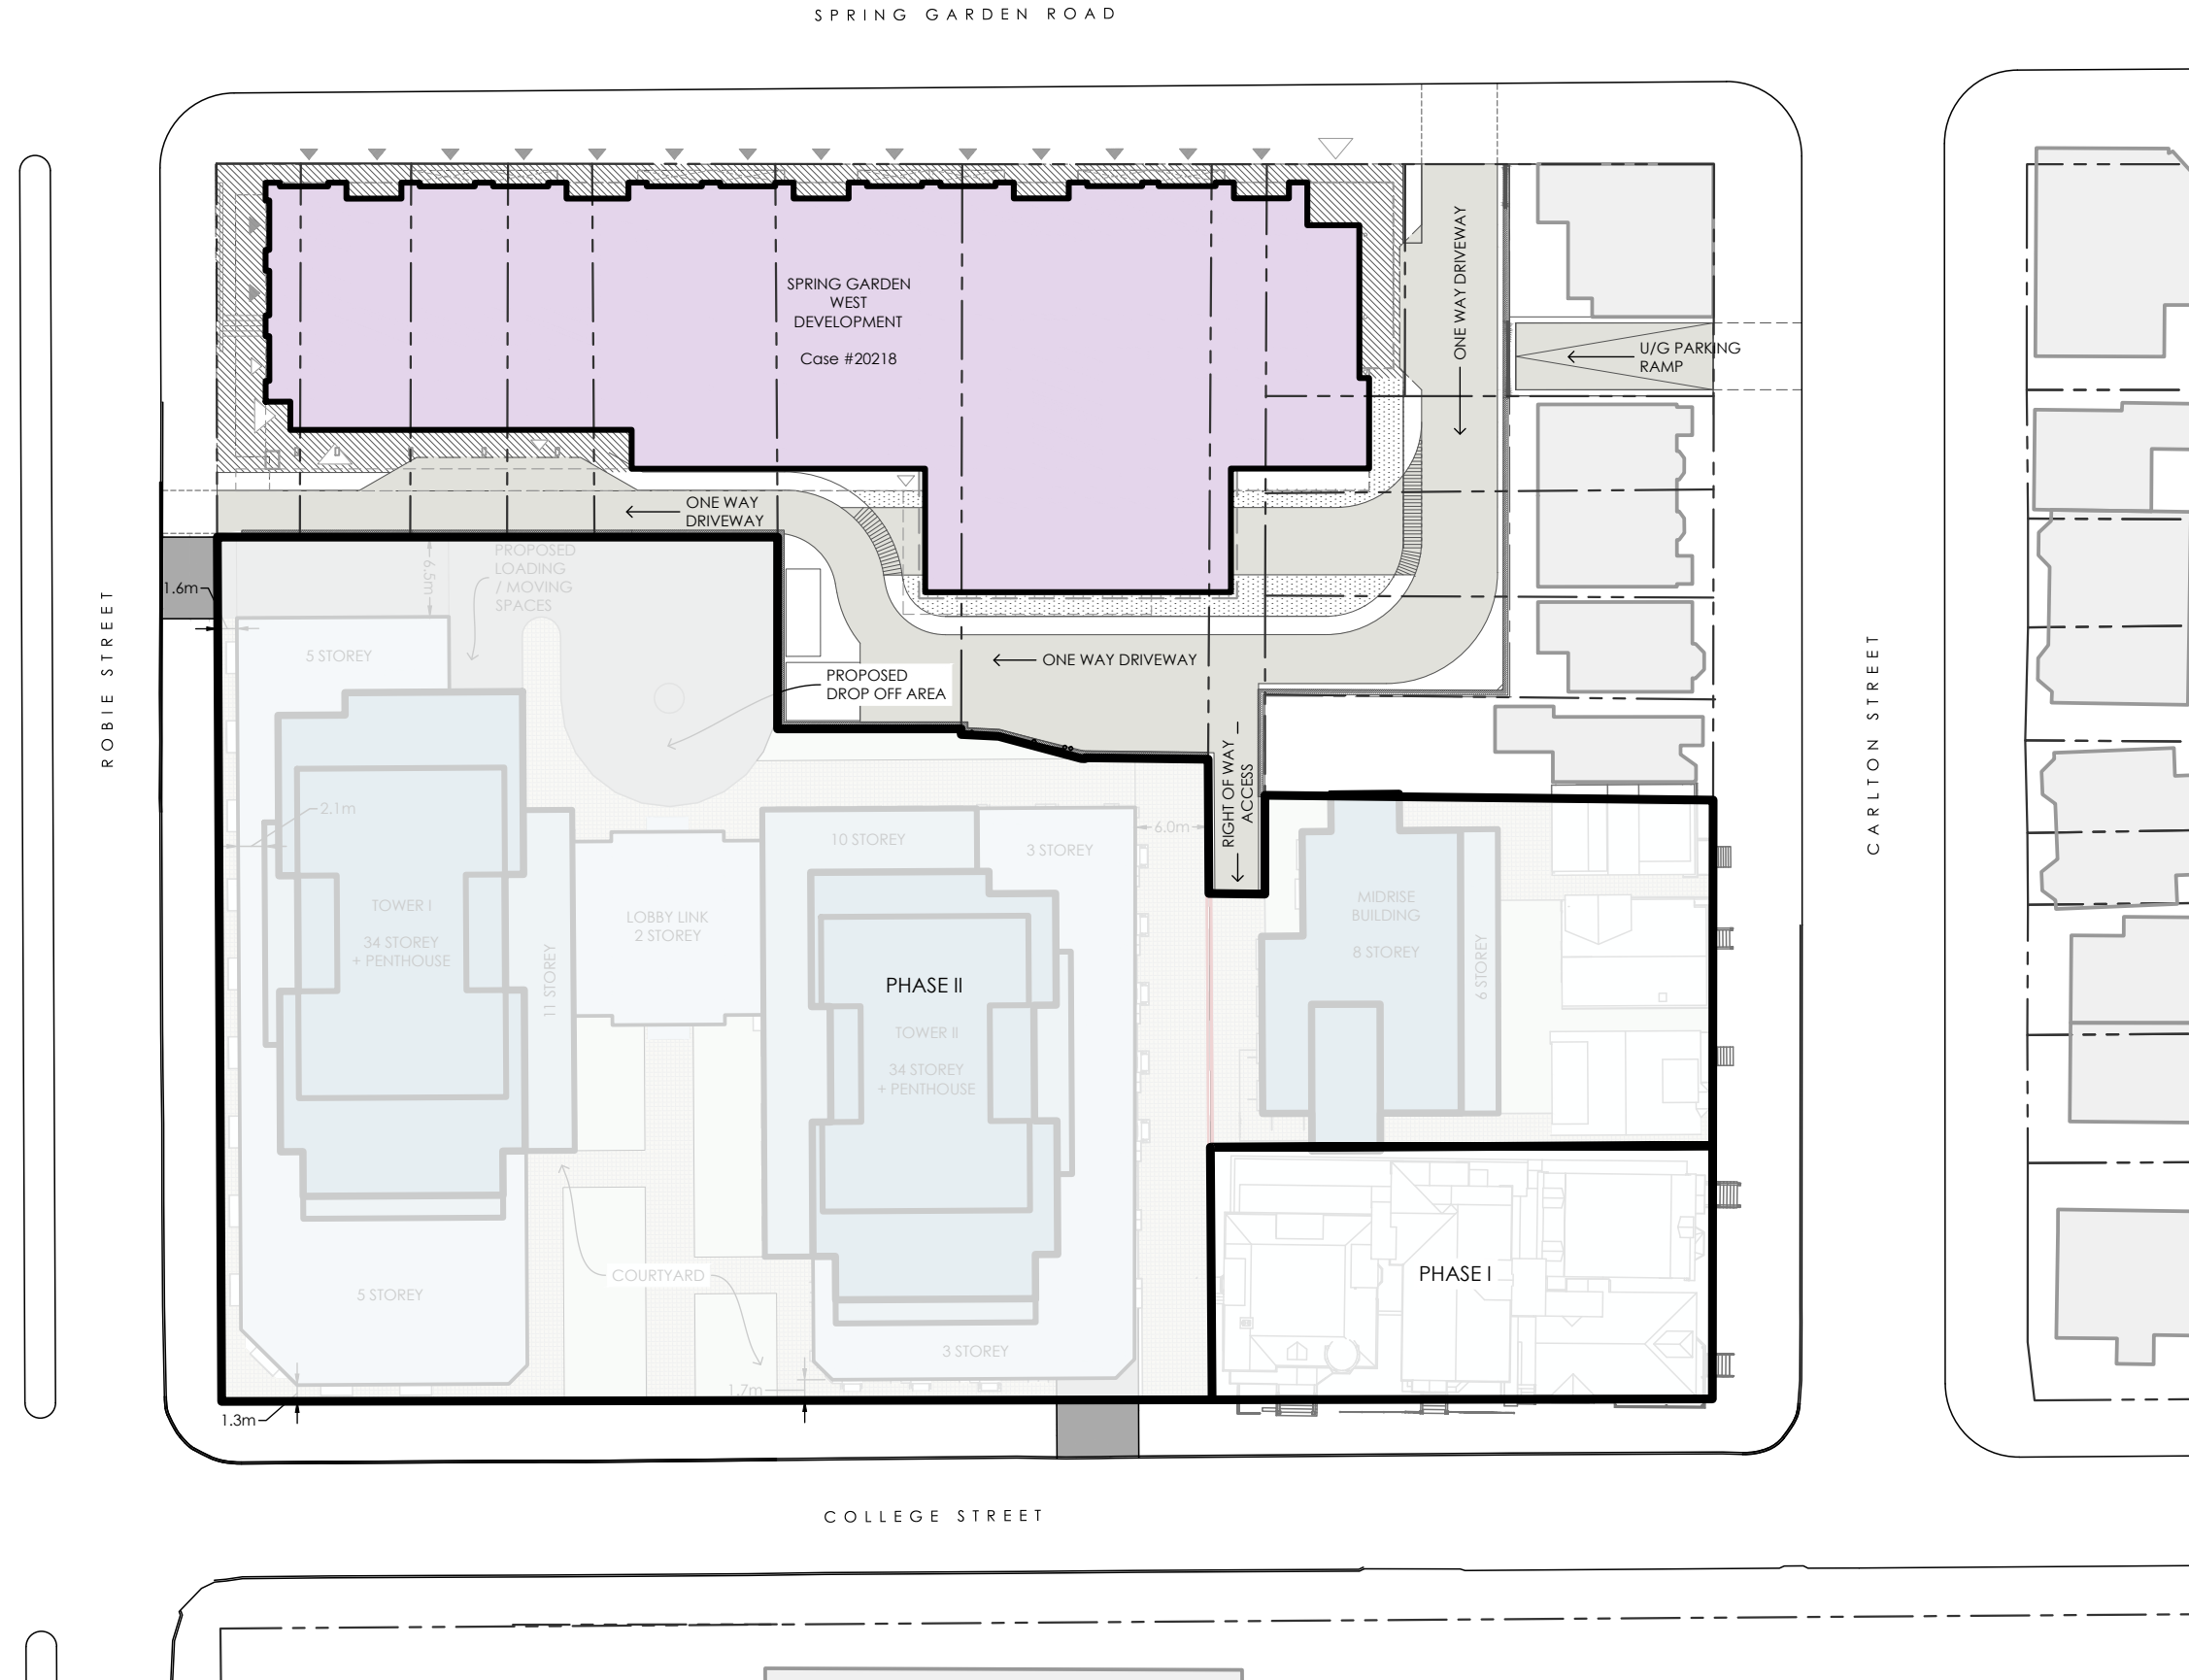 SPRING GARDEN ROAD
SPRING GARDEN
WEST
DEVELOPMENT
Case #20218
ONE WAY DRIVEWAY
U/G PARKING
RAMP
ONE WAY
DRIVEWAY
PROPOSED
LOADING
/ MOVING
SPACES
6.5m
1.6m
ROBIE STREET
5 STOREY
ONE WAY DRIVEWAY
PROPOSED
DROP OFF AREA
RIGHT OF WAY
ACCESS
CARLTON STREET
2.1m
10 STOREY
3 STOREY
6.0m
TOWER I
34 STOREY
+ PENTHOUSE
11 STOREY
LOBBY LINK
2 STOREY
PHASE II
TOWER II
34 STOREY
+ PENTHOUSE
MIDRISE
BUILDING
8 STOREY
6 STOREY
COURTYARD
PHASE I
5 STOREY
3 STOREY
1.7m
1.3m
COLLEGE STREET